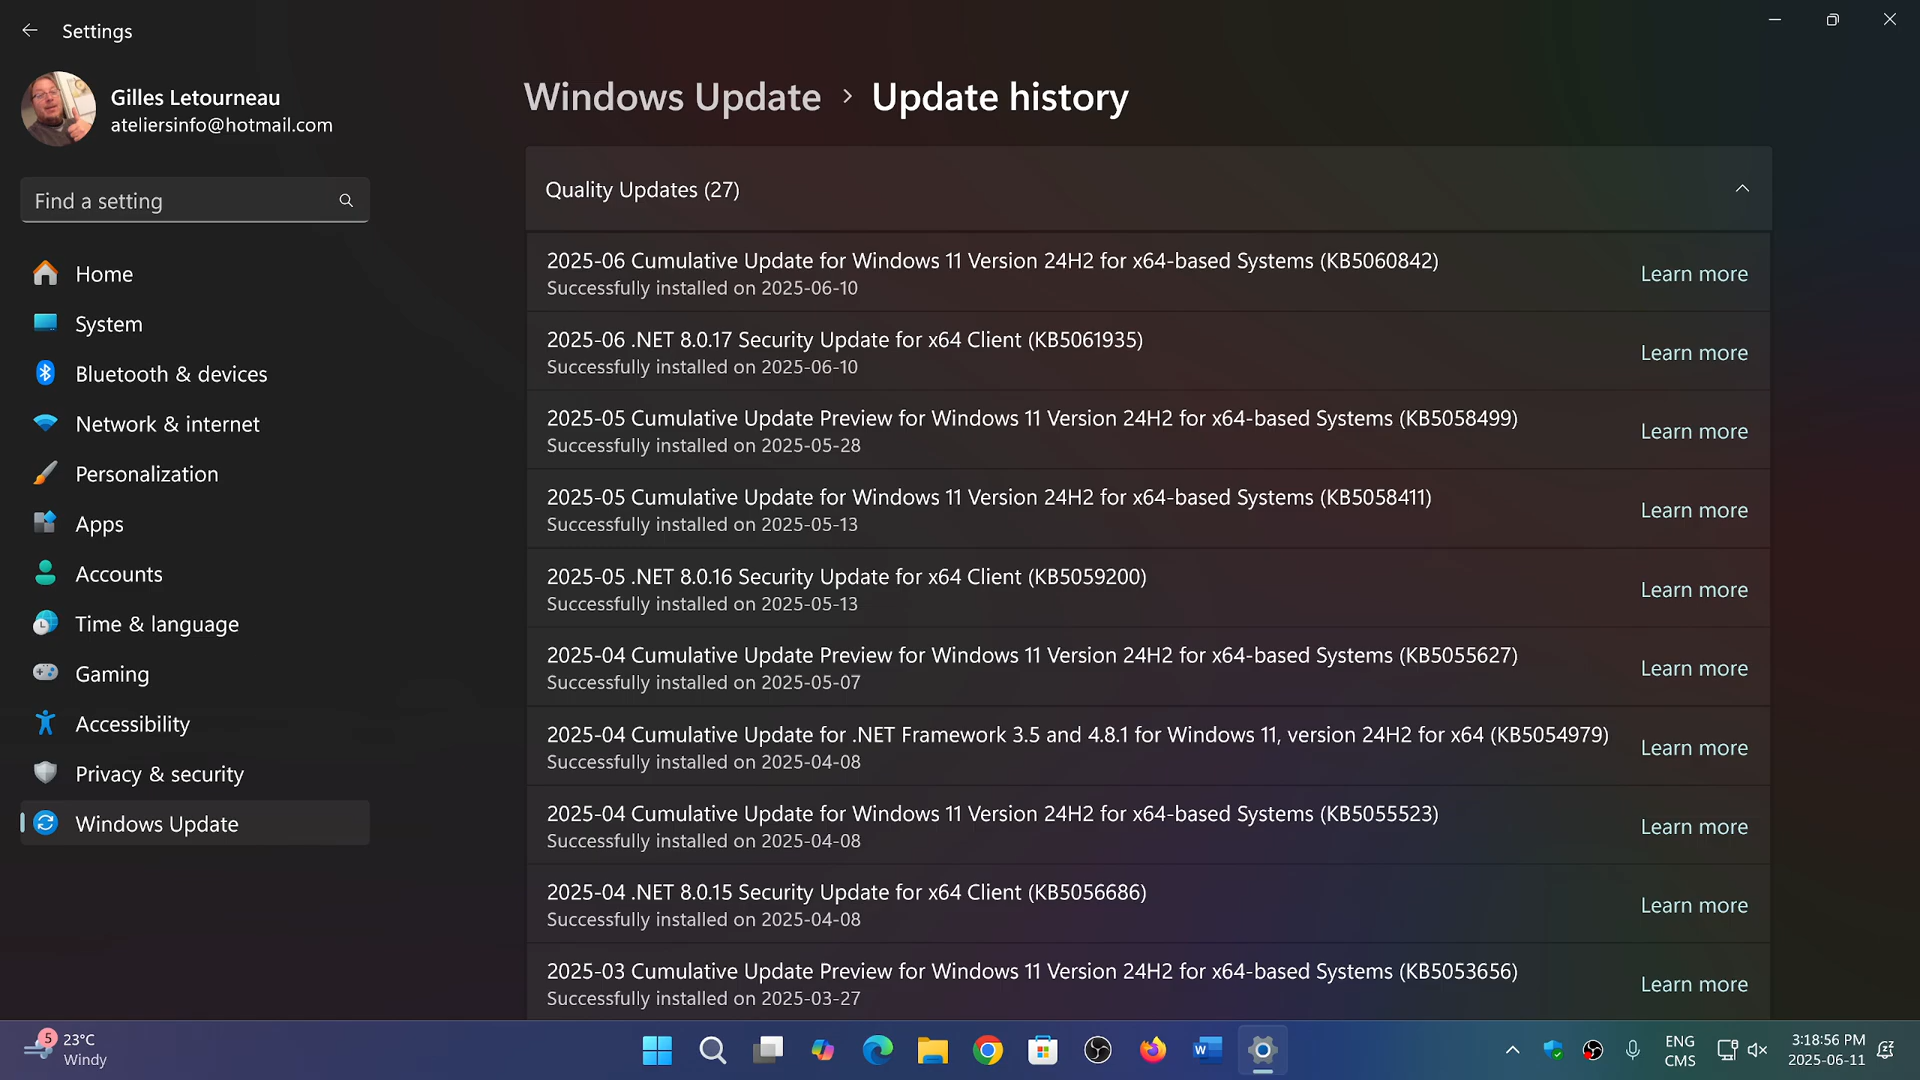 Settings
Gilles Letourneau
ateliersinfo@hotmail.com
Find a setting
Home
System
Bluetooth & devices
Network & internet
Personalization
Apps
Accounts
Time & language
Gaming
Accessibility
Privacy & security
Windows Update
Windows Update > Update history
Quality Updates (27)
2025-06 Cumulative Update for Windows 11 Version 24H2 for x64-based Systems (KB5060842)
Successfully installed on 2025-06-10
Learn more
2025-06 .NET 8.0.17 Security Update for x64 Client (KB5061935)
Successfully installed on 2025-06-10
Learn more
2025-05 Cumulative Update Preview for Windows 11 Version 24H2 for x64-based Systems (KB5058499)
Successfully installed on 2025-05-28
Learn more
2025-05 Cumulative Update for Windows 11 Version 24H2 for x64-based Systems (KB5058411)
Successfully installed on 2025-05-13
Learn more
2025-05 .NET 8.0.16 Security Update for x64 Client (KB5059200)
Successfully installed on 2025-05-13
Learn more
2025-04 Cumulative Update Preview for Windows 11 Version 24H2 for x64-based Systems (KB5055627)
Successfully installed on 2025-05-07
Learn more
2025-04 Cumulative Update for .NET Framework 3.5 and 4.8.1 for Windows 11, version 24H2 for x64 (KB5054979)
Successfully installed on 2025-04-08
Learn more
2025-04 Cumulative Update for Windows 11 Version 24H2 for x64-based Systems (KB5055523)
Successfully installed on 2025-04-08
Learn more
2025-04 .NET 8.0.15 Security Update for x64 Client (KB5056686)
Successfully installed on 2025-04-08
Learn more
2025-03 Cumulative Update Preview for Windows 11 Version 24H2 for x64-based Systems (KB5053656)
Successfully installed on 2025-03-27
Learn more
5
23°C
Windy
W
ENG
CMS
3:18:56 PM
2025-06-11